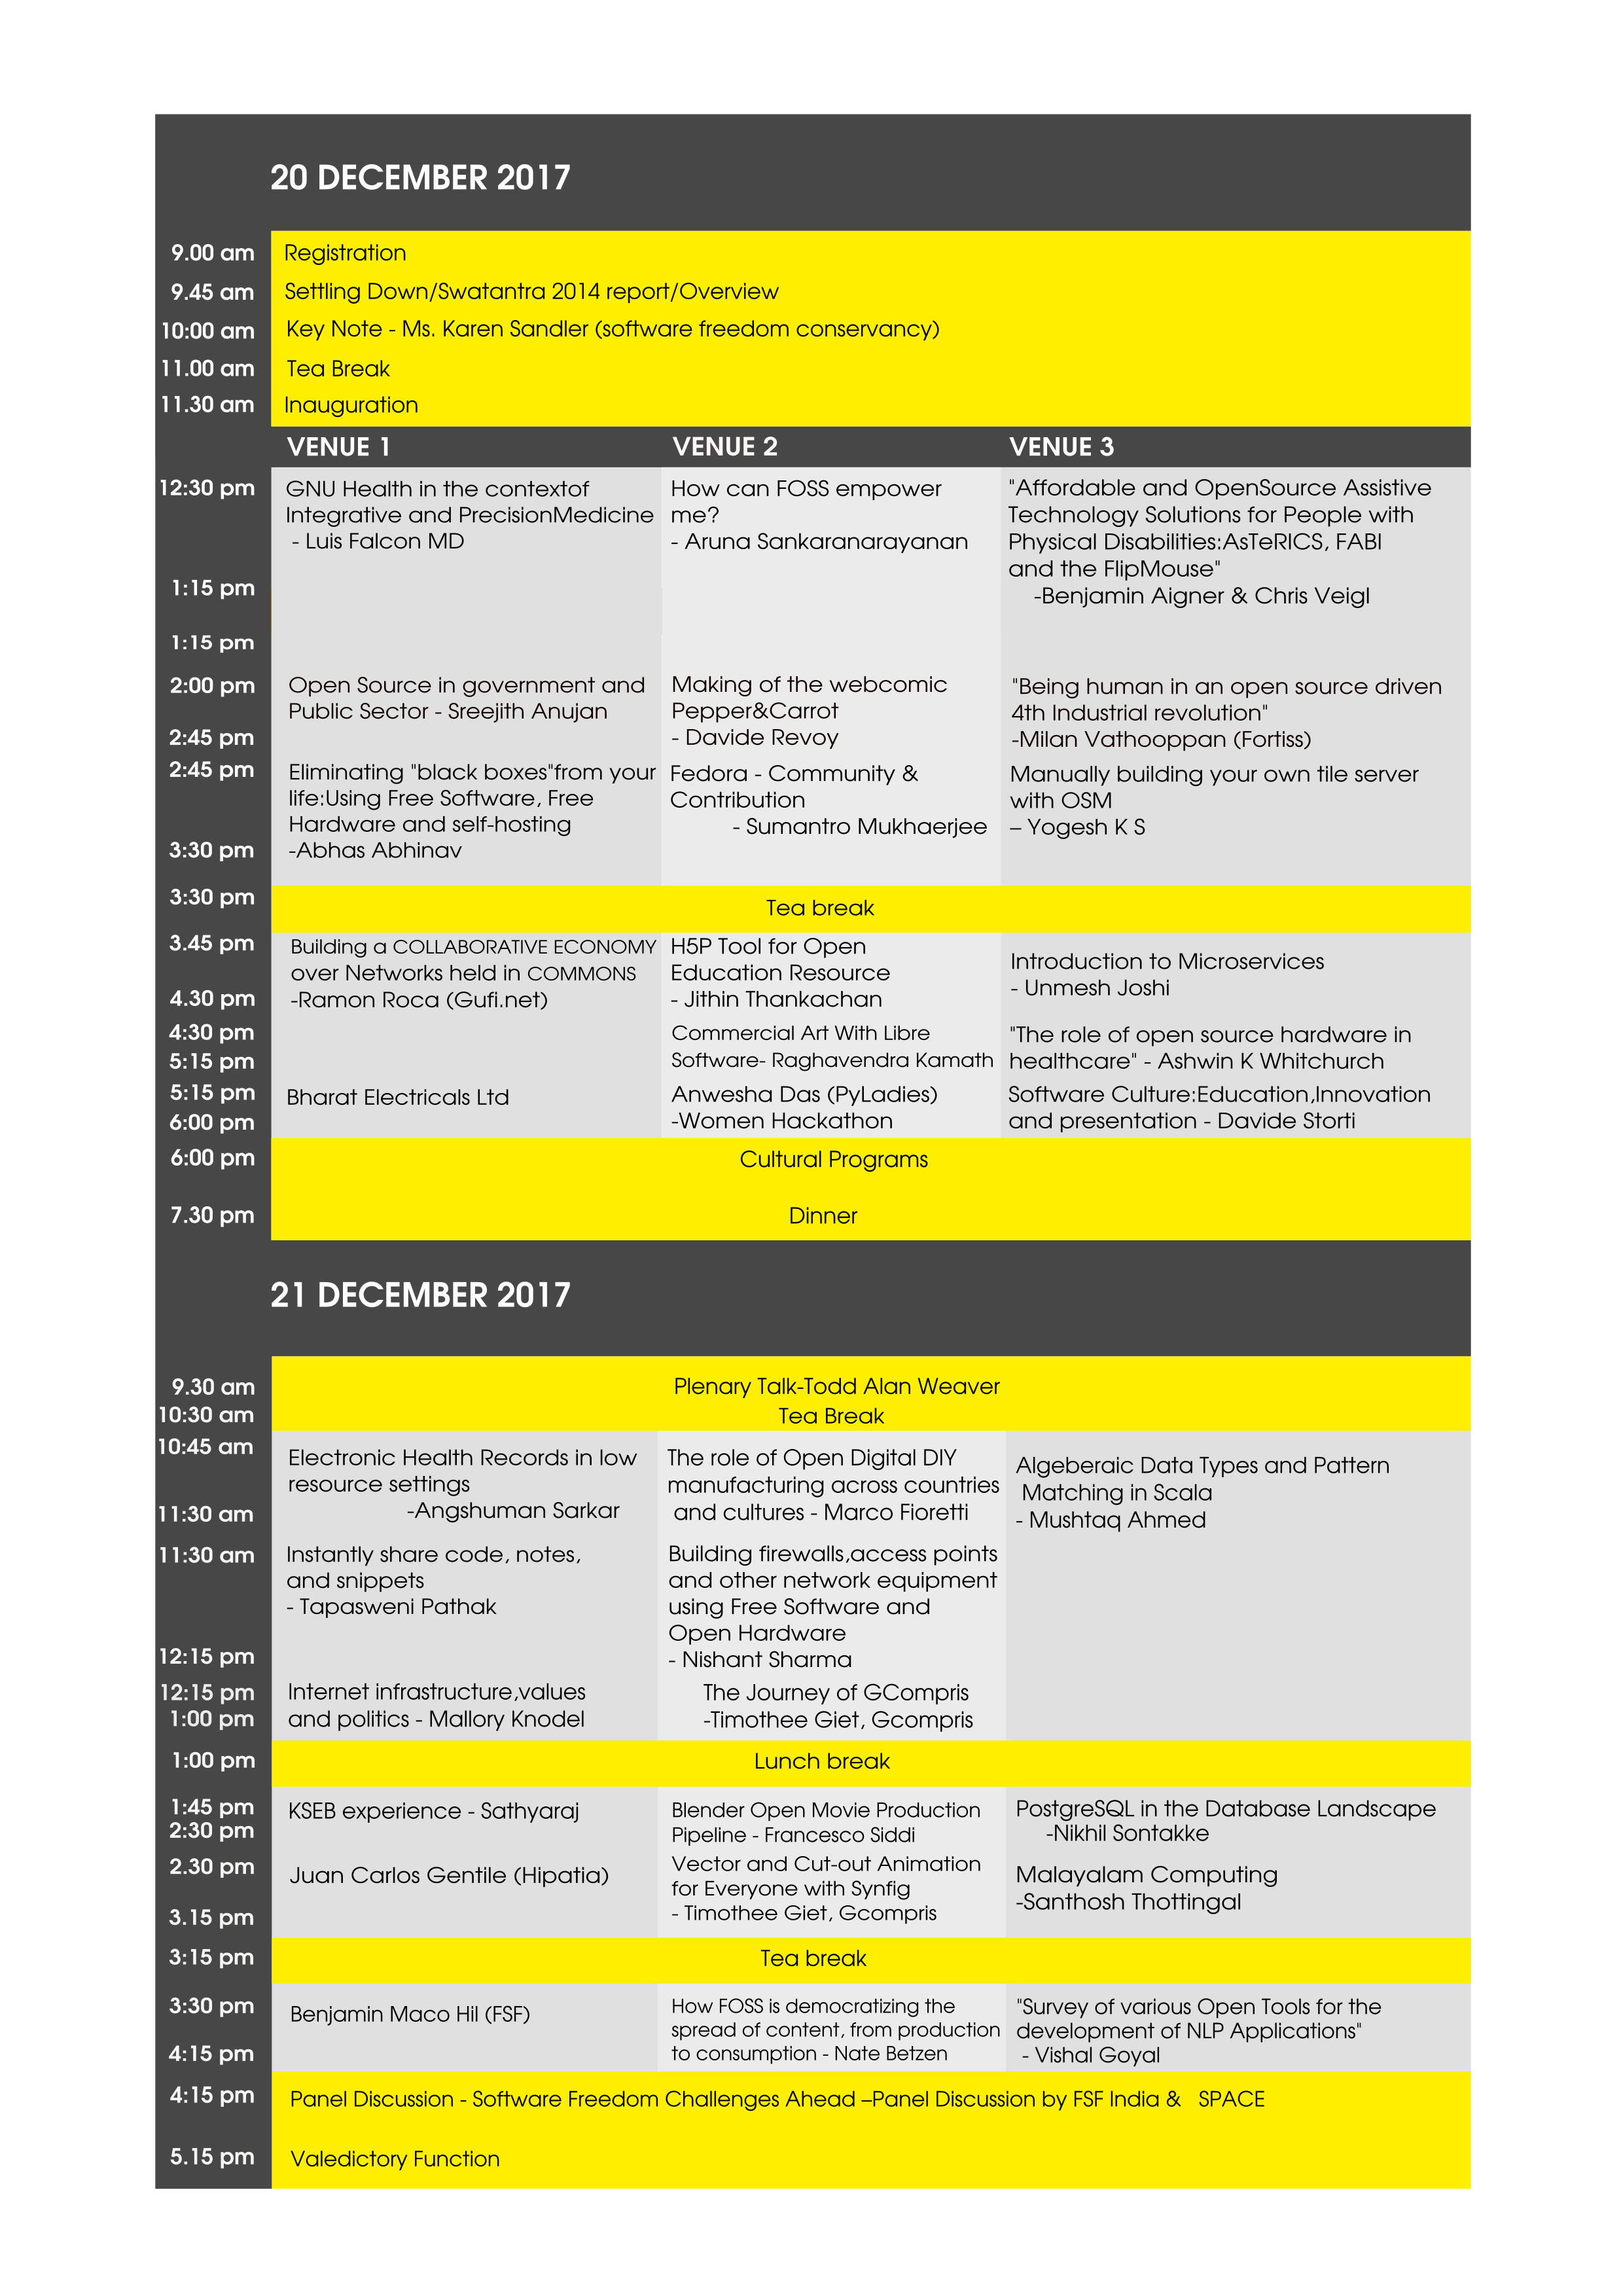 20 DECEMBER 2017
9.00 am Registration
9.45 am Settling Down/Swatantra 2014 report/Overview
10:00 am Key Note - Ms. Karen Sandler (software freedom conservancy)
11.00 am Tea Break
11.30 am Inauguration
VENUE 1 VENUE 2 VENUE 3
12:30 pm
1:15 pm
GNU Health in the contextof
Integrative and PrecisionMedicine
- Luis Falcon MD
How can FOSS empower
me?
- Aruna Sankaranarayanan
"Affordable and OpenSource Assistive
Technology Solutions for People with
Physical Disabilities:AsTeRICS, FABI
and the FlipMouse"
-Benjamin Aigner & Chris Veigl
1:15 pm
2:00 pm
2:45 pm
Open Source in government and
Public Sector - Sreejith Anujan
Making of the webcomic
Pepper&Carrot
- Davide Revoy
"Being human in an open source driven
4th Industrial revolution"
-Milan Vathooppan (Fortiss)
2:45 pm
3:30 pm
Eliminating "black boxes"from your
life:Using Free Software, Free
Hardware and self-hosting
-Abhas Abhinav
Fedora - Community &
Contribution
- Sumantro Mukhaerjee
Manually building your own tile server
with OSM
– Yogesh K S
3:30 pm
Tea break
3.45 pm
4.30 pm
Building a COLLABORATIVE ECONOMY
over Networks held in COMMONS
-Ramon Roca (Gufi.net)
H5P Tool for Open
Education Resource
- Jithin Thankachan
Introduction to Microservices
- Unmesh Joshi
4:30 pm
5:15 pm
Commercial Art With Libre
Software- Raghavendra Kamath
"The role of open source hardware in
healthcare" - Ashwin K Whitchurch
5:15 pm
6:00 pm
Bharat Electricals Ltd
Anwesha Das (PyLadies)
-Women Hackathon
Software Culture:Education,Innovation
and presentation - Davide Storti
6:00 pm Cultural Programs
7.30 pm Dinner
21 DECEMBER 2017
9.30 am Plenary Talk-Todd Alan Weaver
10:30 am Tea Break
10:45 am
11:30 am
Electronic Health Records in low
resource settings
-Angshuman Sarkar
The role of Open Digital DIY
manufacturing across countries
and cultures - Marco Fioretti
Algeberaic Data Types and Pattern
Matching in Scala
- Mushtaq Ahmed
11:30 am
12:15 pm
Instantly share code, notes,
and snippets
- Tapasweni Pathak
Building firewalls,access points
and other network equipment
using Free Software and
Open Hardware
- Nishant Sharma
12:15 pm
1:00 pm
Internet infrastructure,values
and politics - Mallory Knodel
The Journey of GCompris
-Timothee Giet, Gcompris
1:00 pm Lunch break
1:45 pm
2:30 pm
KSEB experience - Sathyaraj
Blender Open Movie Production
Pipeline - Francesco Siddi
PostgreSQL in the Database Landscape
-Nikhil Sontakke
2.30 pm
3.15 pm
Juan Carlos Gentile (Hipatia)
Vector and Cut-out Animation
for Everyone with Synfig
- Timothee Giet, Gcompris
Malayalam Computing
-Santhosh Thottingal
3:15 pm Tea break
3:30 pm
4:15 pm
Benjamin Maco Hil (FSF)
How FOSS is democratizing the
spread of content, from production
to consumption - Nate Betzen
"Survey of various Open Tools for the
development of NLP Applications"
- Vishal Goyal
4:15 pm Panel Discussion - Software Freedom Challenges Ahead –Panel Discussion by FSF India & SPACE
5.15 pm Valedictory Function